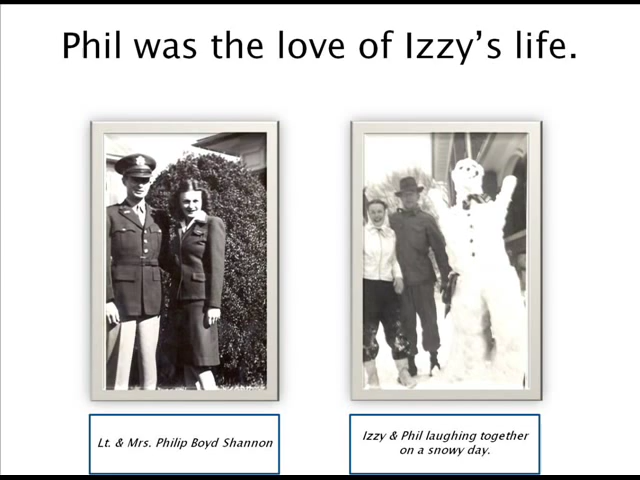 Phil was the love of Izzy's life.
Lt. & Mrs. Philip Boyd Shannon
Izzy & Phil laughing together
on a snowy day.